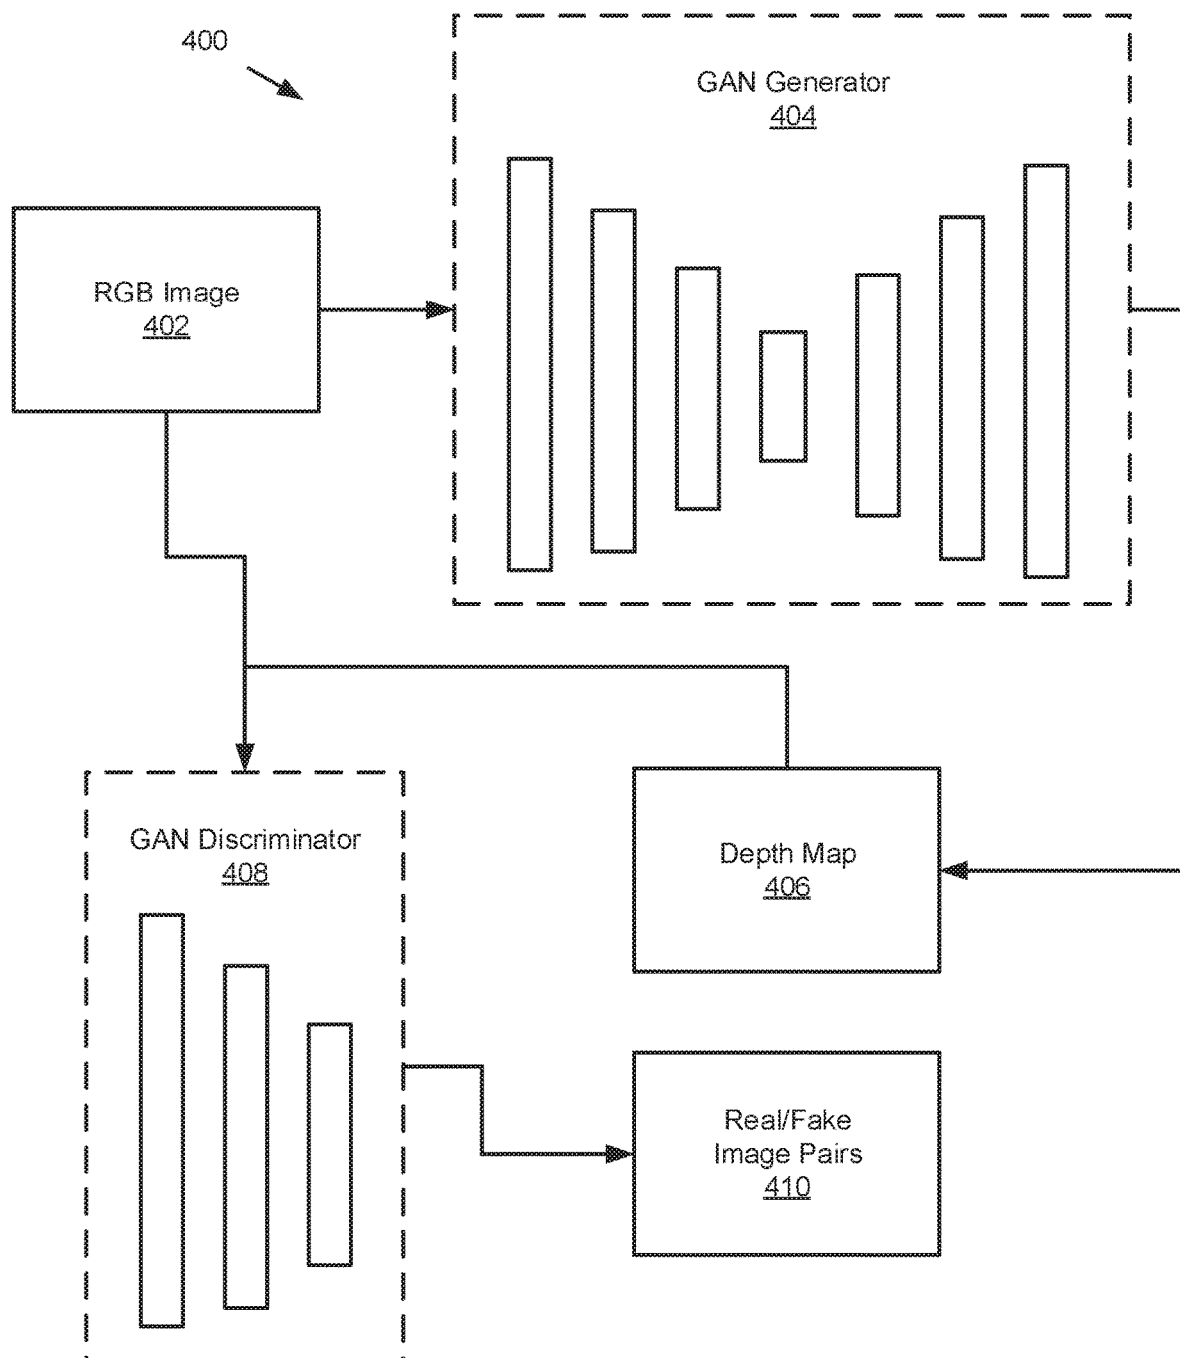 400
GAN Generator
404
RGB Image
402
GAN Discriminator
408
Depth Map
406
Real/Fake
Image Pairs
410